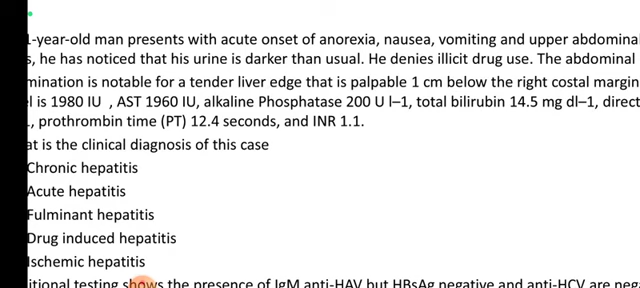 1-year-old man presents with acute onset of anorexia, nausea, vomiting and upper abdomina
s, he has noticed that his urine is darker than usual. He denies illicit drug use. The abdominal
mination is notable for a tender liver edge that is palpable 1 cm below the right costal margin
el is 1980 IU , AST 1960 IU, alkaline Phosphatase 200 U l–1, total bilirubin 14.5 mg dl–1, direct
., prothrombin time (PT) 12.4 seconds, and INR 1.1.
at is the clinical diagnosis of this case
Chronic hepatitis
Acute hepatitis
Fulminant hepatitis
Drug induced hepatitis
Ischemic hepatitis
itional testing shows the presence of IgM anti-HAV but HBsAg negative and anti-HCV are neg